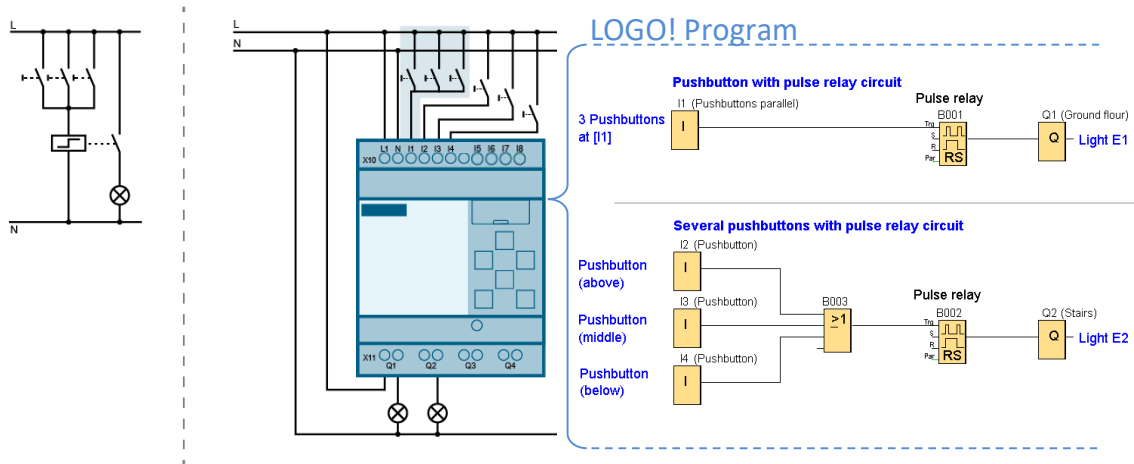 L
N
L
N
L1 N I1 I2 I3 I4 I5 I6 I7 I8
X10
X11
Q1 Q2 Q3 Q4
LOGO! Program
Pushbutton with pulse relay circuit
I1 (Pushbuttons parallel)
3 Pushbuttons
at [I1]
I
Pulse relay
B001
Trg
S
R
Par
RS
Q1 (Ground flour)
Q
Light E1
Several pushbuttons with pulse relay circuit
I2 (Pushbutton)
Pushbutton
(above)
I
I3 (Pushbutton)
Pushbutton
(middle)
I
I4 (Pushbutton)
Pushbutton
(below)
I
B003
≥1
Pulse relay
B002
Trg
S
R
Par
RS
Q2 (Stairs)
Q
Light E2